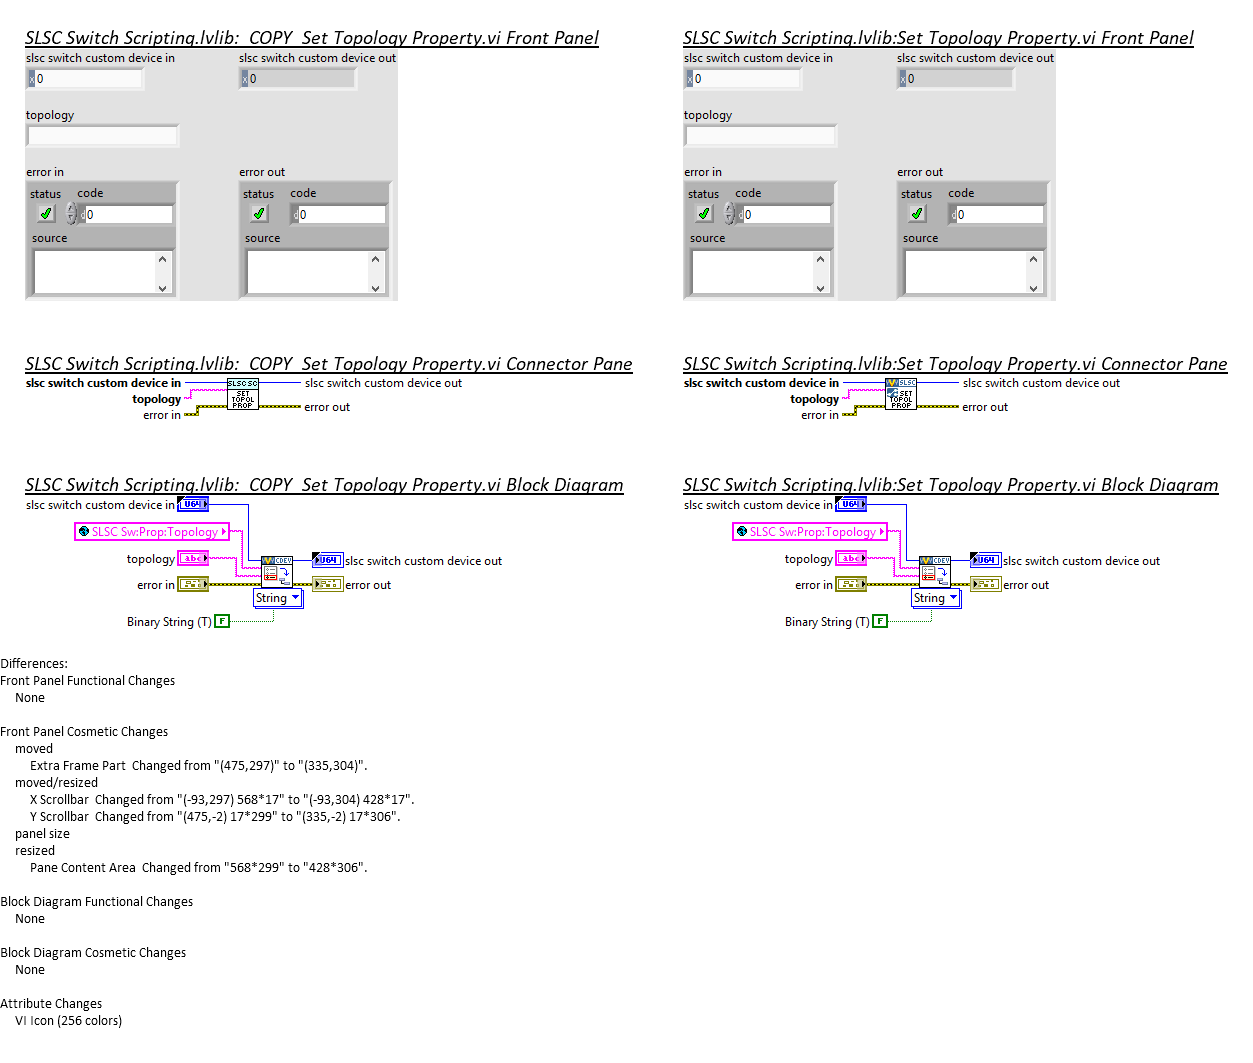 SLSC Switch Scripting.lvlib:_COPY_Set Topology Property.vi Front Panel
slsc switch custom device in
slsc switch custom device out
x 0
x 0
topology
error in
error out
status
code
status
code
d 0
0
source
source
SLSC Switch Scripting.lvlib:Set Topology Property.vi Front Panel
slsc switch custom device in
slsc switch custom device out
x 0
x 0
topology
error in
error out
status
code
status
code
d 0
0
source
source
SLSC Switch Scripting.lvlib:_COPY_Set Topology Property.vi Connector Pane
slsc switch custom device in
slsc switch custom device out
topology
error in
error out
SLSC SC
SET
TOPOL
PROP
SLSC Switch Scripting.lvlib:Set Topology Property.vi Connector Pane
slsc switch custom device in
slsc switch custom device out
topology
error in
error out
SLSC
SET
TOPOL
PROP
SLSC Switch Scripting.lvlib:_COPY_Set Topology Property.vi Block Diagram
slsc switch custom device in
U64
SLSC Sw:Prop:Topology
topology
abc
CDEV
U64
slsc switch custom device out
error in
error out
String
Binary String (T)
F
SLSC Switch Scripting.lvlib:Set Topology Property.vi Block Diagram
slsc switch custom device in
U64
SLSC Sw:Prop:Topology
topology
abc
CDEV
U64
slsc switch custom device out
error in
error out
String
Binary String (T)
F
Differences:
Front Panel Functional Changes
None
Front Panel Cosmetic Changes
moved
Extra Frame Part  Changed from "(475,297)" to "(335,304)".
moved/resized
X Scrollbar  Changed from "(-93,297) 568*17" to "(-93,304) 428*17".
Y Scrollbar  Changed from "(475,-2) 17*299" to "(335,-2) 17*306".
panel size
resized
Pane Content Area  Changed from "568*299" to "428*306".
Block Diagram Functional Changes
None
Block Diagram Cosmetic Changes
None
Attribute Changes
VI Icon (256 colors)